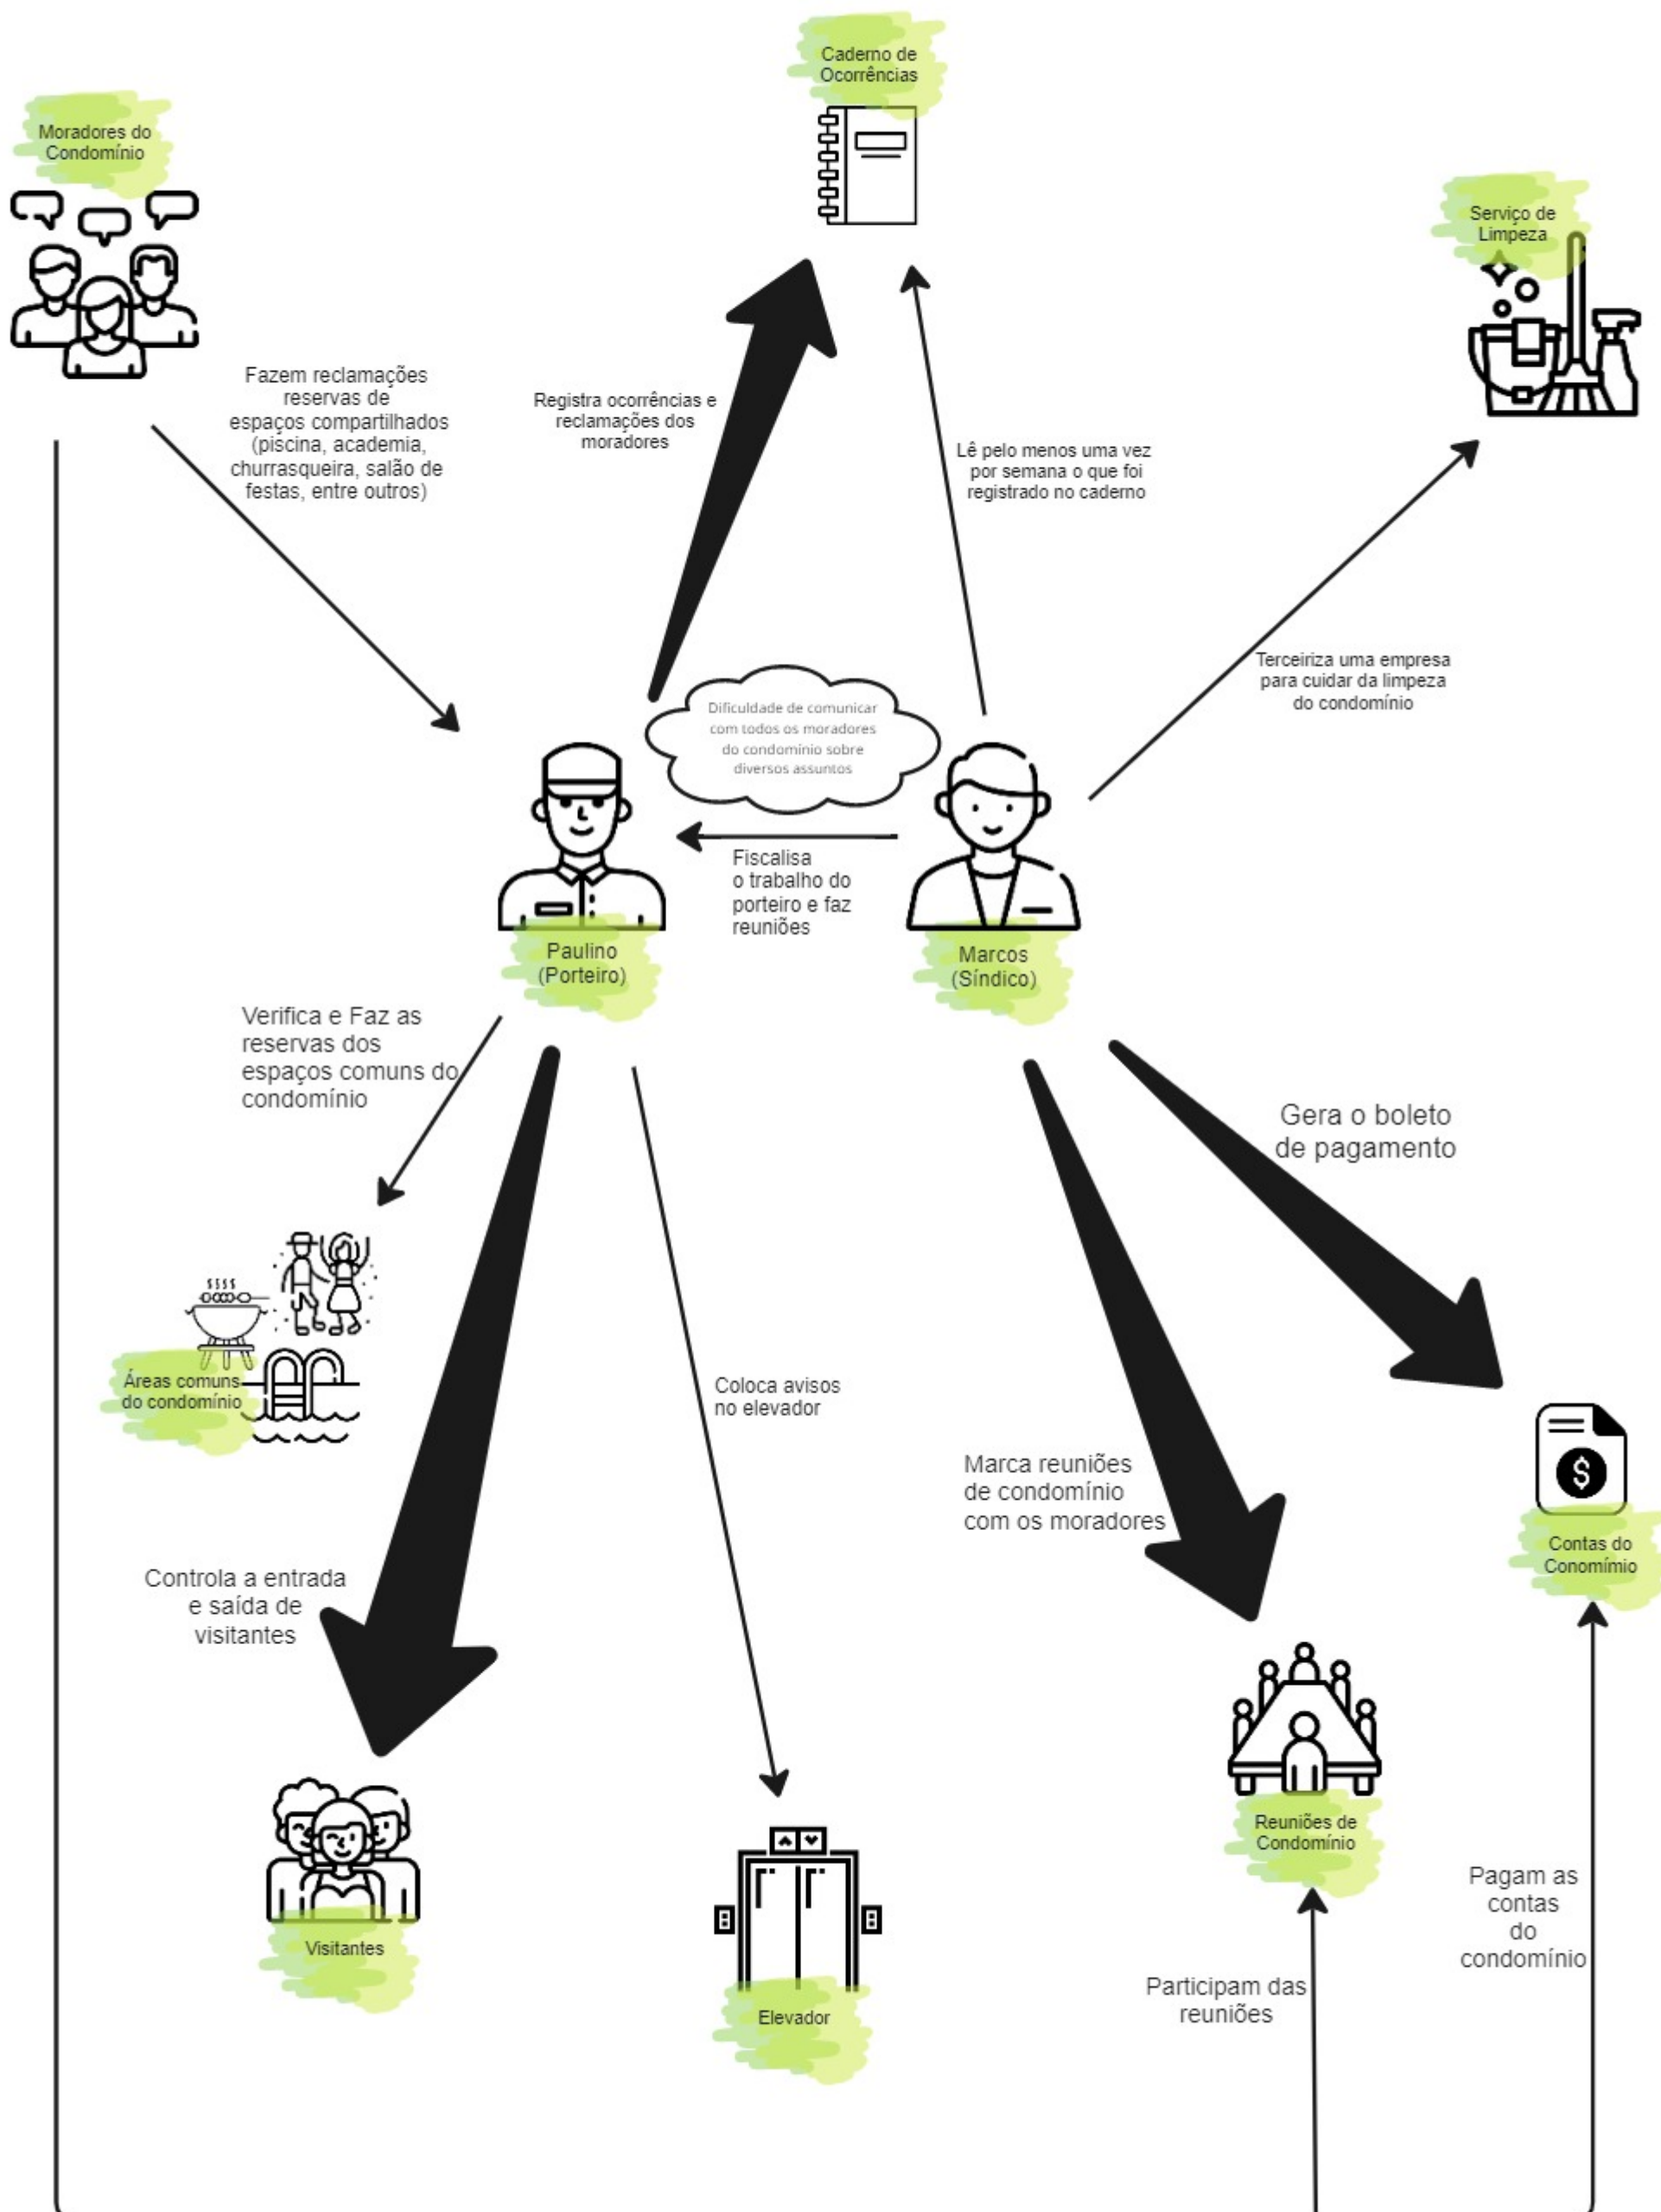 Caderno de
Ocorrências
Moradores do
Condomínio
Serviço de
Limpeza
Fazem reclamações
reservas de
espaços compartilhados
(piscina, academia,
churrasqueira, salão de
festas, entre outros)
Registra ocorrências e
reclamações dos
moradores
Lê pelo menos uma vez
por semana o que foi
registrado no caderno
Terceiriza uma empresa
para cuidar da limpeza
do condomínio
Dificuldade de comunicar
com todos os moradores
do condomínio sobre
diversos assuntos
Fiscalisa
o trabalho do
porteiro e faz
reuniões
Paulino
(Porteiro)
Marcos
(Síndico)
Verifica e Faz as
reservas dos
espaços comuns do
condomínio
Gera o boleto
de pagamento
$$$$
Áreas comuns
do condomínio
Coloca avisos
no elevador
Marca reuniões
de condomínio
com os moradores
$
Contas do
Conomímio
Controla a entrada
e saída de
visitantes
Reuniões de
Condomínio
Pagam as
contas
do
condomínio
Visitantes
Participam das
reuniões
Elevador